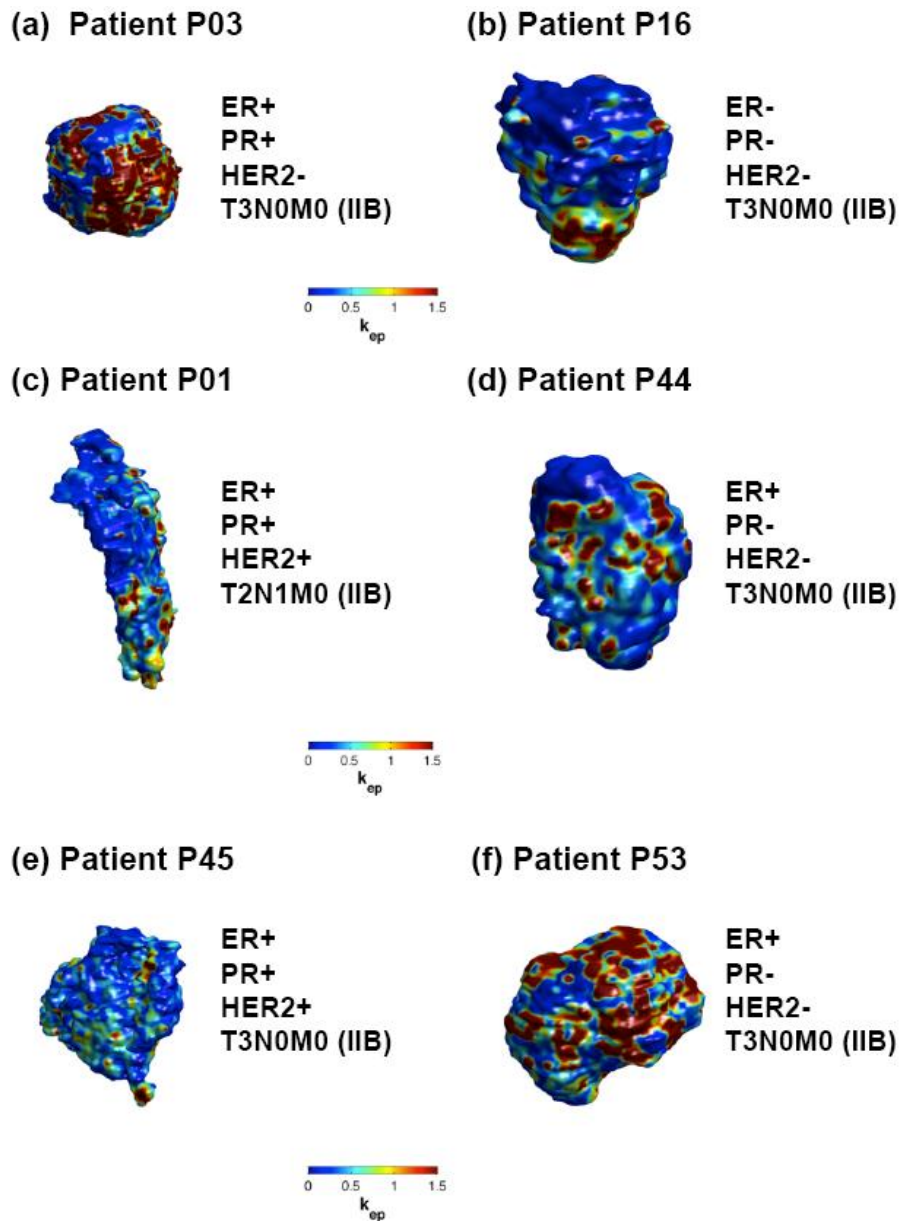 (a) Patient P03
ER+
PR+
HER2-
T3N0M0 (IIB)
(b) Patient P16
ER-
PR-
HER2-
T3N0M0 (IIB)
0 0.5 1 1.5
kep
(c) Patient P01
ER+
PR+
HER2+
T2N1M0 (IIB)
(d) Patient P44
ER+
PR-
HER2-
T3N0M0 (IIB)
0 0.5 1 1.5
kep
(e) Patient P45
ER+
PR+
HER2+
T3N0M0 (IIB)
(f) Patient P53
ER+
PR-
HER2-
T3N0M0 (IIB)
0 0.5 1 1.5
kep